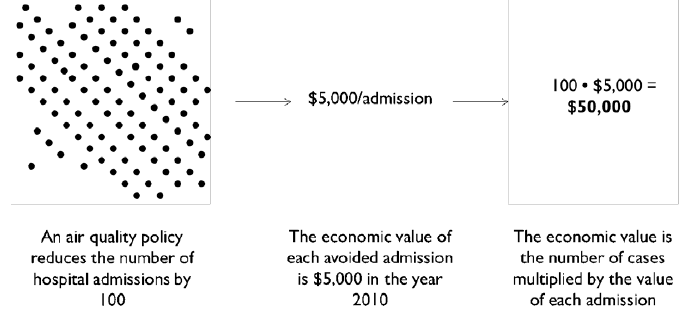 $5,000/admission
100 • $5,000 =
$50,000
An air quality policy
reduces the number of
hospital admissions by
100
The economic value of
each avoided admission
is $5,000 in the year
2010
The economic value is
the number of cases
multiplied by the value
of each admission